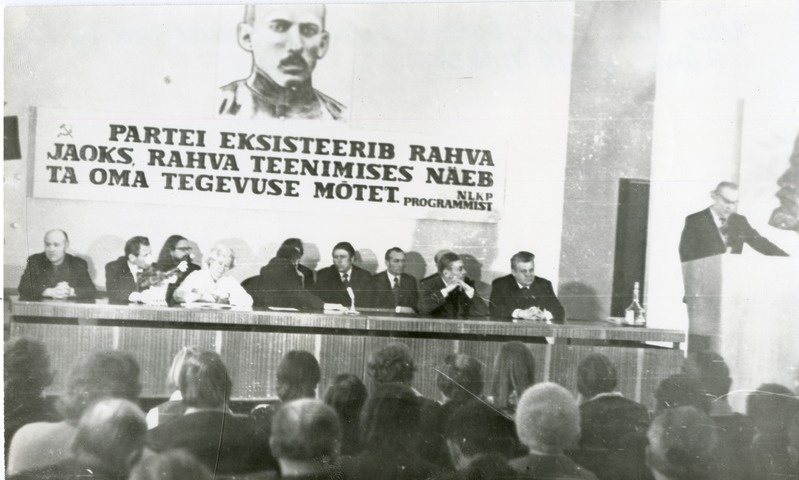 PARTEI EKSISTEERIB RAHVA
JAOKS, RAHVA TEENIMISES NÄEB
TA OMA TEGEVUSE MÕTET.
NLKP
PROGRAMMIST